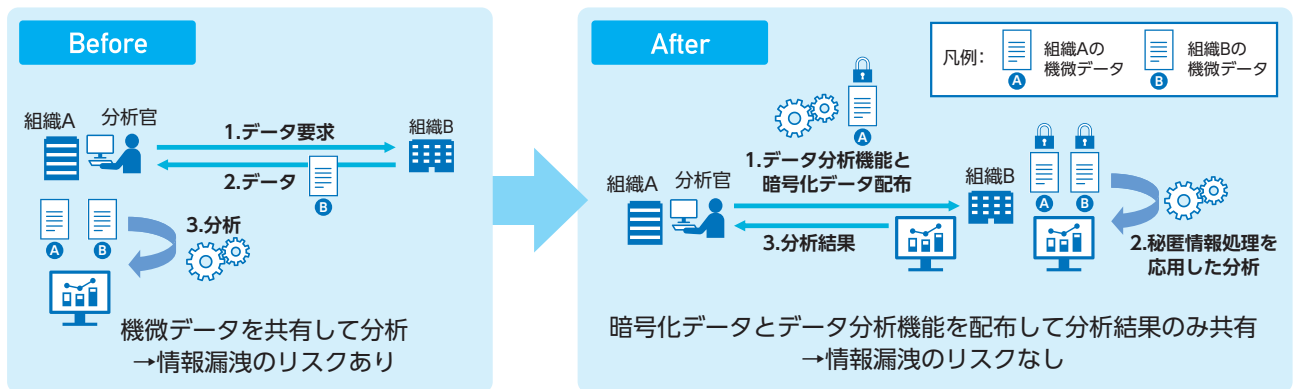 Before
組織A
分析官
組織B
1.データ要求
2.データ
B
A
B
3.分析
機微データを共有して分析
→情報漏洩のリスクあり
After
凡例:
A
組織Aの
機微データ
B
組織Bの
機微データ
A
1.データ分析機能と
暗号化データ配布
組織A
分析官
組織B
A
B
3.分析結果
2.秘匿情報処理を
応用した分析
暗号化データとデータ分析機能を配布して分析結果のみ共有
→情報漏洩のリスクなし